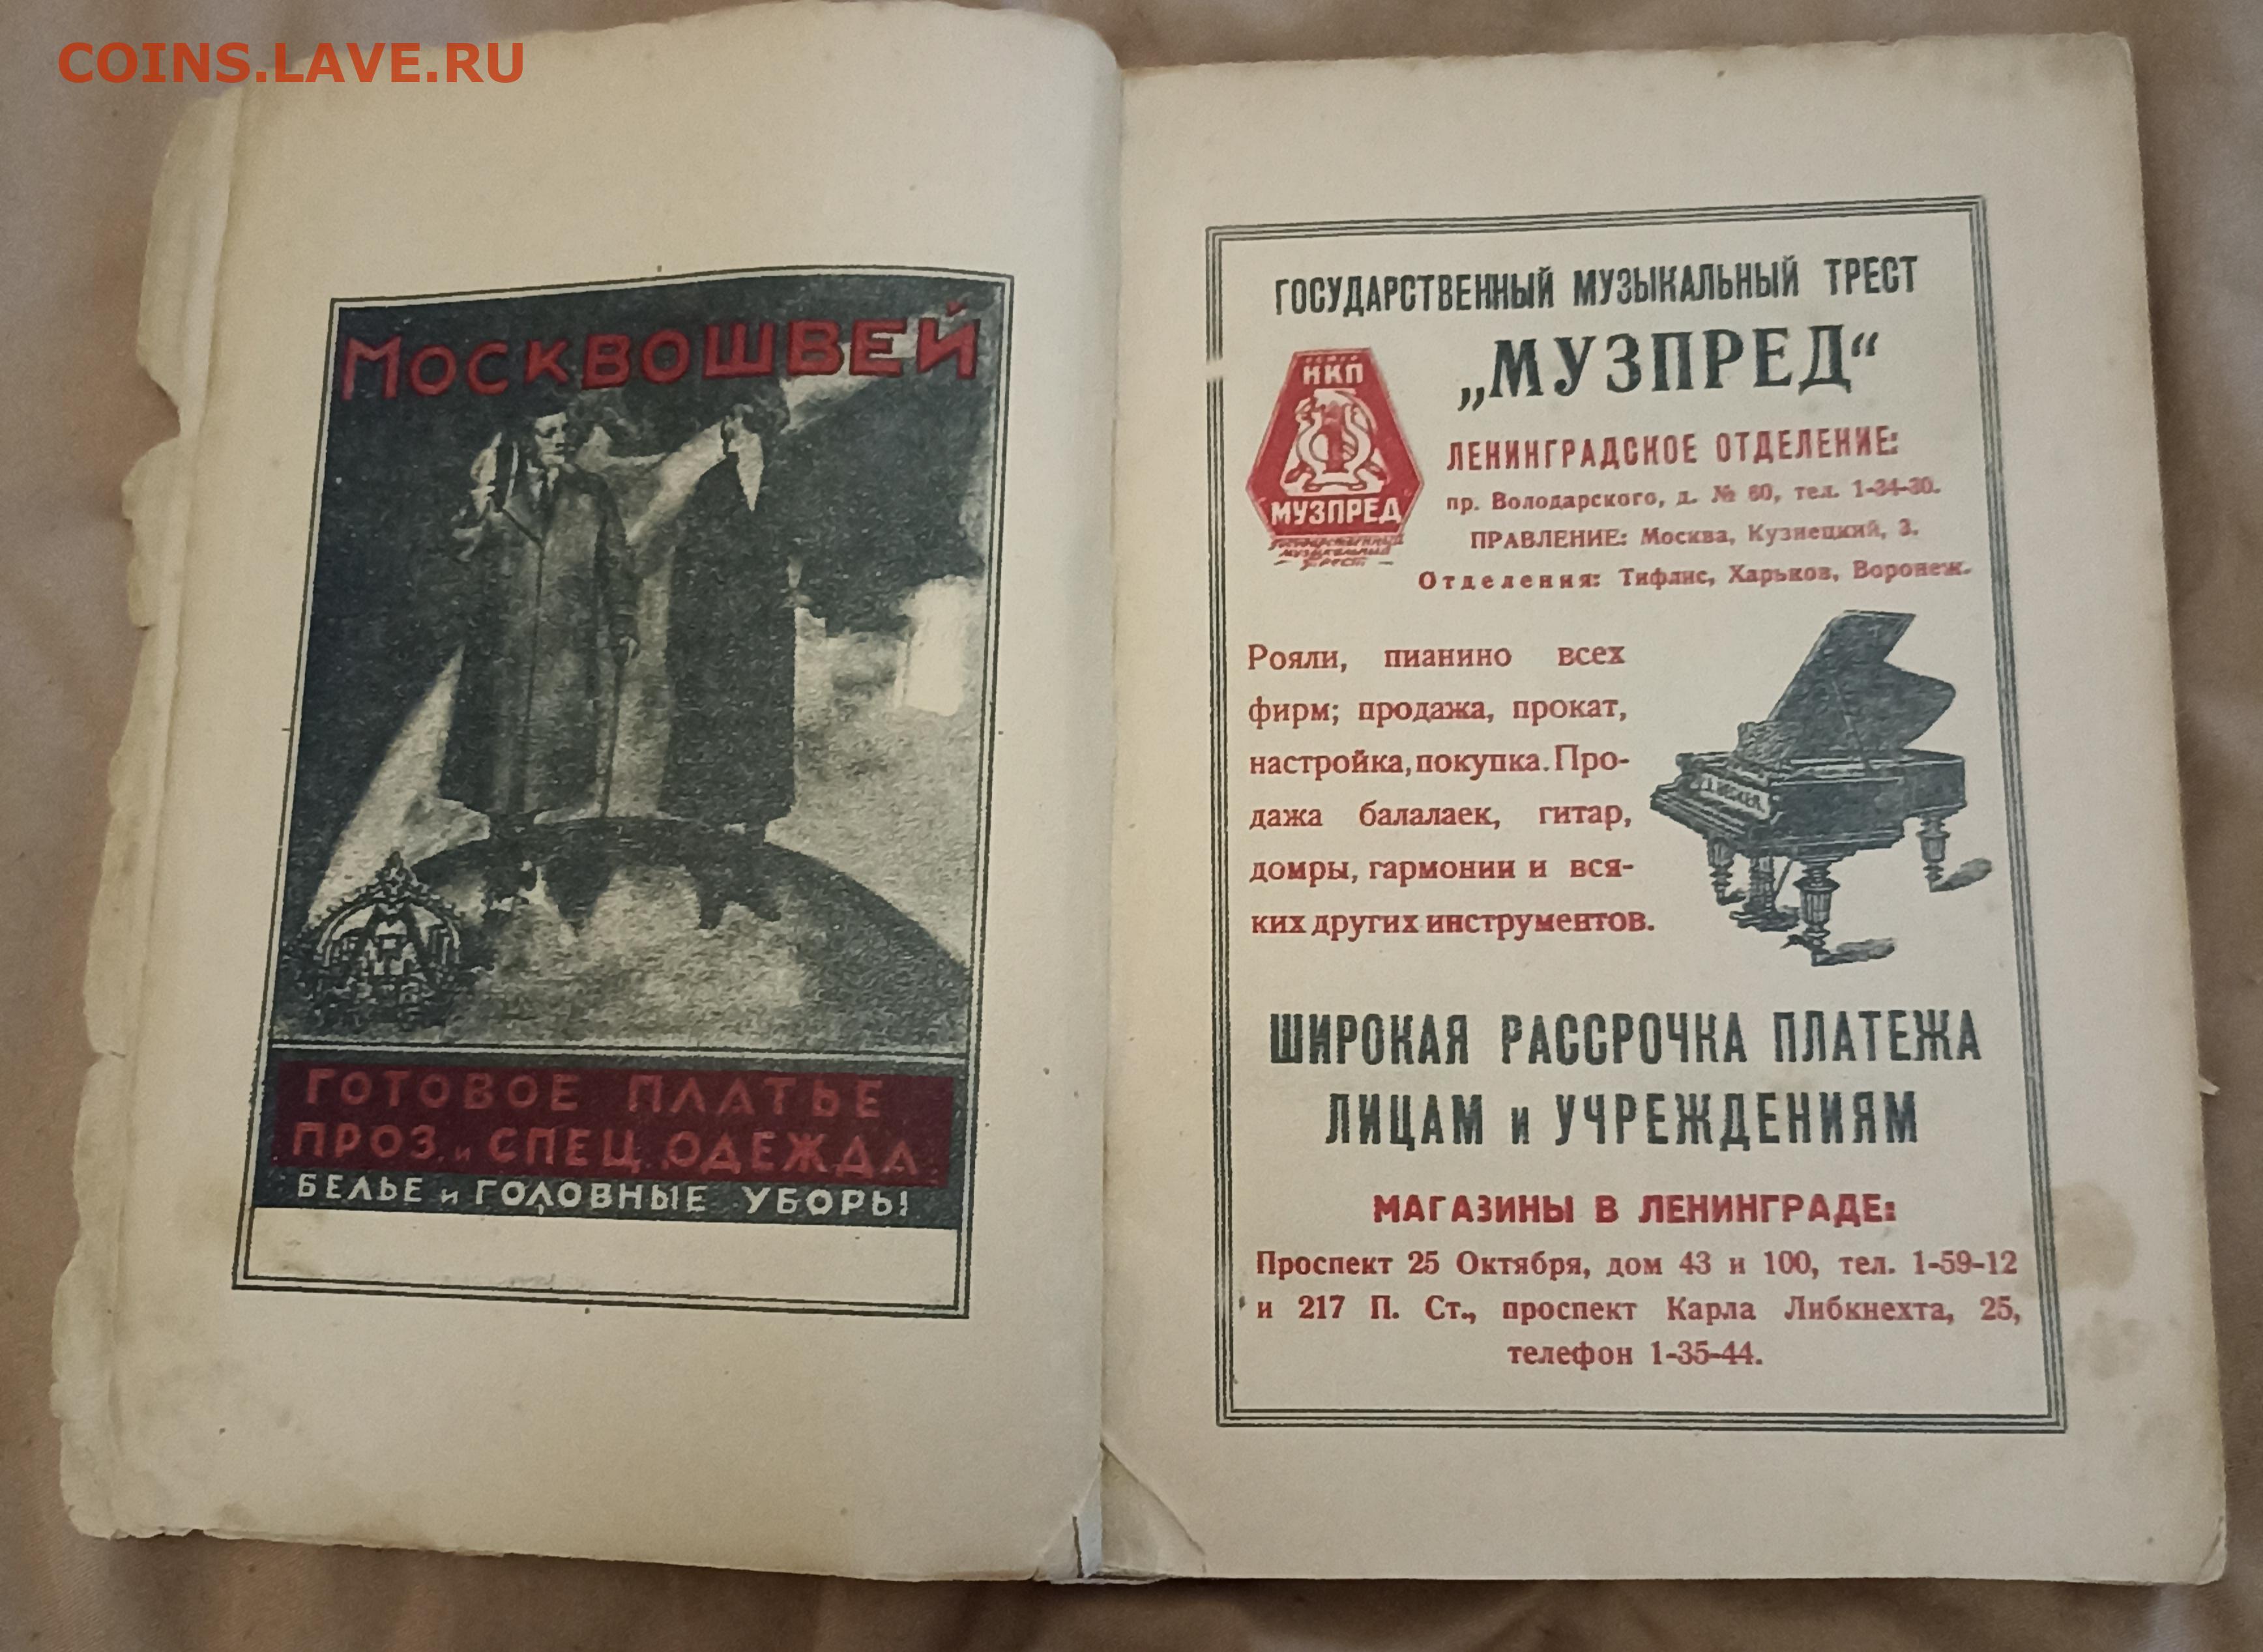 COINS.LAVE.RU
МОСКВОШВЕЙ
ГОТОВОЕ ПЛАТЬЕ
ПРОЗ. и СПЕЦ. ОДЕЖДА
БЕЛЬЕ и ГОЛОВНЫЕ УБОРЫ
ГОСУДАРСТВЕННЫЙ МУЗЫКАЛЬНЫЙ ТРЕСТ
„МУЗПРЕД“
НКП
МУЗПРЕД
Государственный
музыкальный
трест
ЛЕНИНГРАДСКОЕ ОТДЕЛЕНИЕ:
пр. Володарского, д. № 60, тел. 1-34-30.
ПРАВЛЕНИЕ: Москва, Кузнецкий, 3.
Отделения: Тифлис, Харьков, Воронеж.
Рояли, пианино всех
фирм; продажа, прокат,
настройка, покупка. Про-
дажа балалаек, гитар,
домры, гармонии и вся-
ких других инструментов.
ШИРОКАЯ РАССРОЧКА ПЛАТЕЖА
ЛИЦАМ и УЧРЕЖДЕНИЯМ
МАГАЗИНЫ В ЛЕНИНГРАДЕ:
Проспект 25 Октября, дом 43 и 100, тел. 1-59-12
и 217 П. Ст., проспект Карла Либкнехта, 25,
телефон 1-35-44.